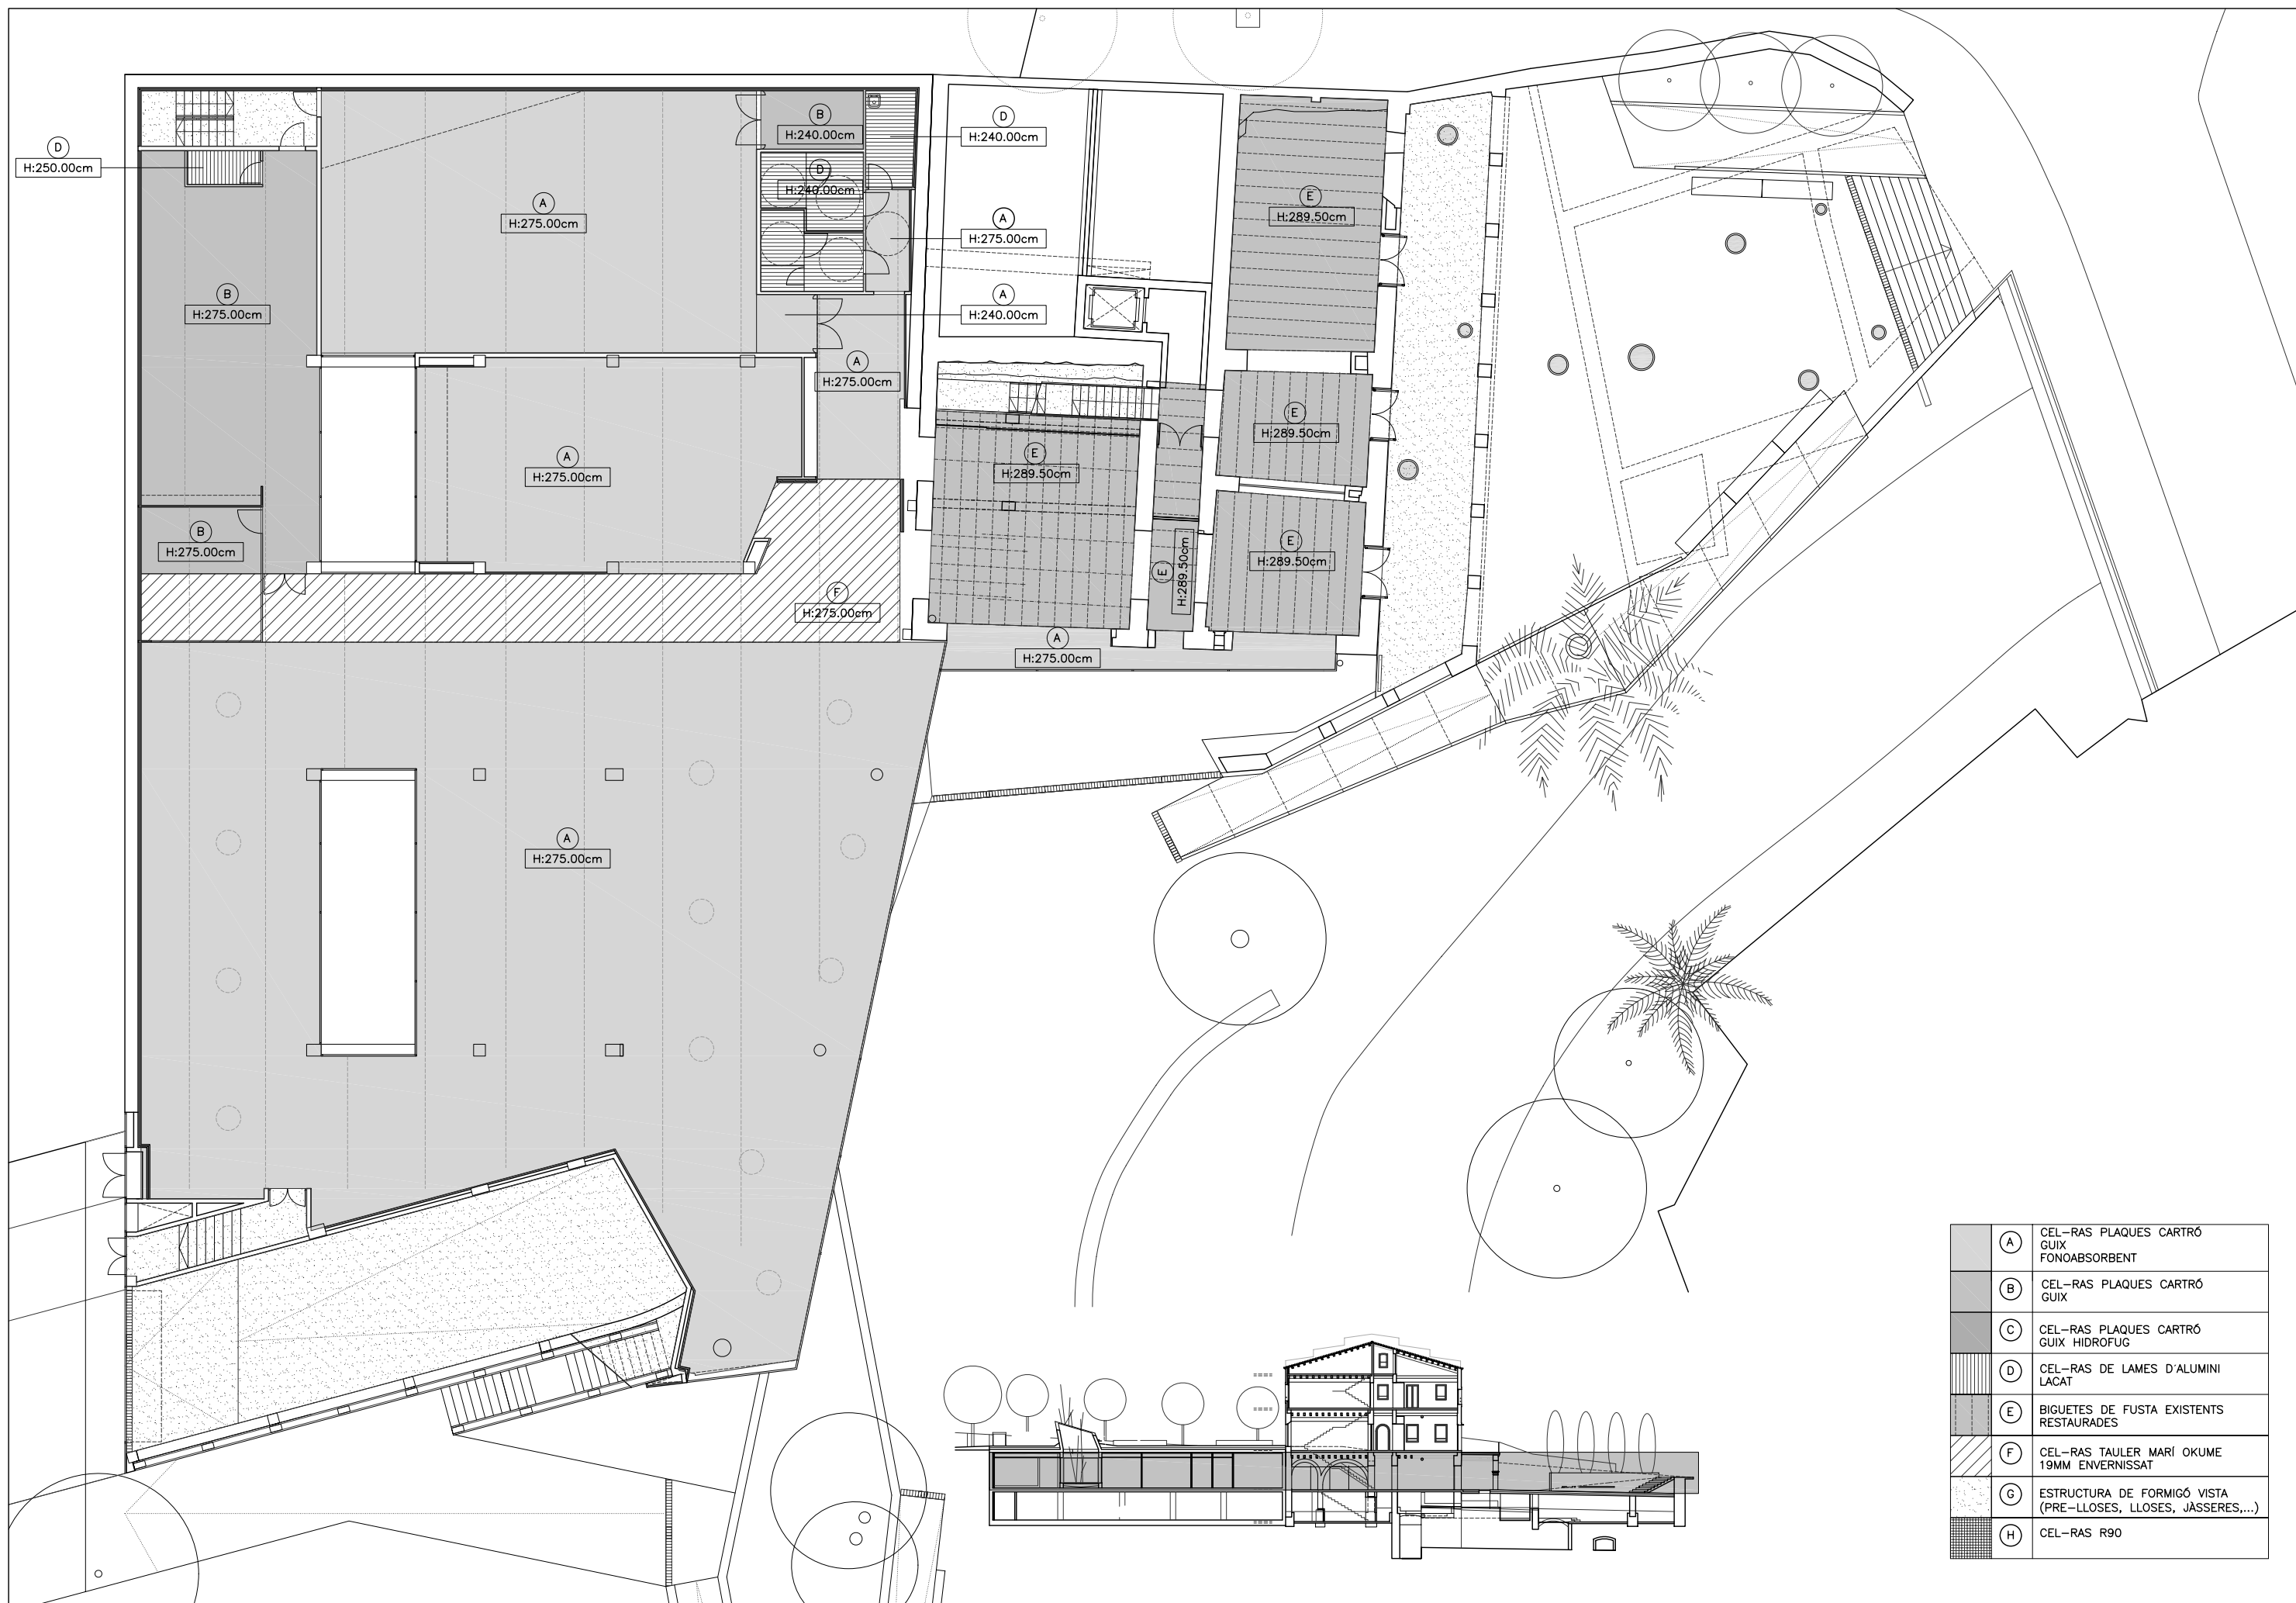 B
H:240.00cm
D
H:240.00cm
D
H:250.00cm
D
H:240.00cm
A
H:275.00cm
E
H:289.50cm
A
H:275.00cm
B
H:275.00cm
A
H:240.00cm
A
H:275.00cm
E
H:289.50cm
A
H:275.00cm
E
H:289.50cm
B
H:275.00cm
E
H:289.50cm
E
H:289.50cm
F
H:275.00cm
A
H:275.00cm
A
H:275.00cm
A
CEL-RAS PLAQUES CARTRÓ
GUIX
FONOABSORBENT
B
CEL-RAS PLAQUES CARTRÓ
GUIX
C
CEL-RAS PLAQUES CARTRÓ
GUIX HIDROFUG
D
CEL-RAS DE LAMES D'ALUMINI
LACAT
E
BIGUETES DE FUSTA EXISTENTS
RESTAURADES
F
CEL-RAS TAULER MARÍ OKUME
19MM ENVERNISSAT
G
ESTRUCTURA DE FORMIGÓ VISTA
(PRE-LLOSES, LLOSES, JÀSSERES,...)
H
CEL-RAS R90